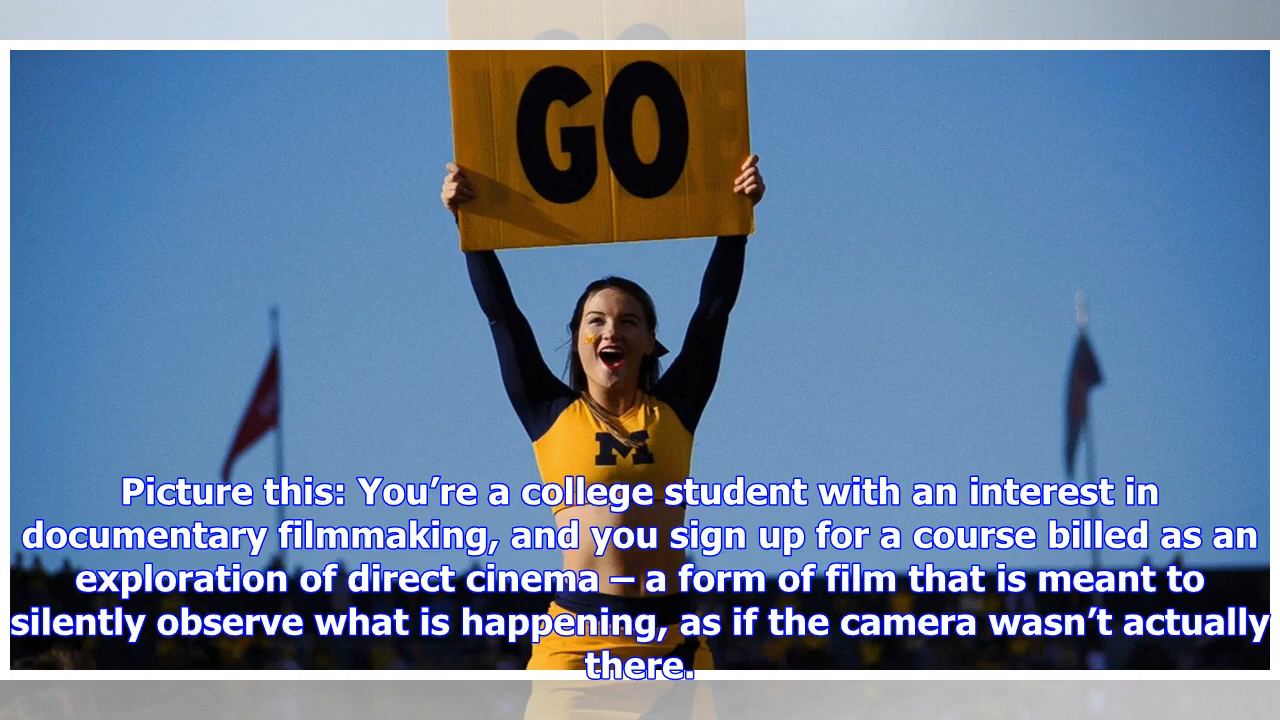 GO
M
Picture this: You’re a college student with an interest in
documentary filmmaking, and you sign up for a course billed as an
exploration of direct cinema – a form of film that is meant to
silently observe what is happening, as if the camera wasn’t actually
there.